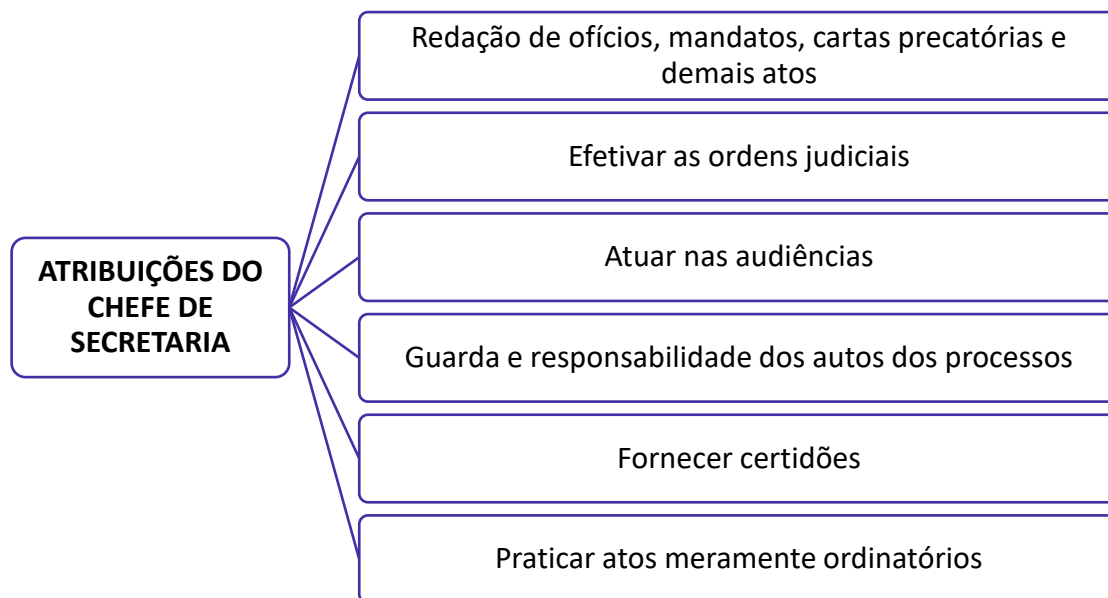 Redação de ofícios, mandatos, cartas precatórias e
demais atos
Efetivar as ordens judiciais
Atuar nas audiências
ATRIBUIÇÕES DO
CHEFE DE
SECRETARIA
Guarda e responsabilidade dos autos dos processos
Fornecer certidões
Praticar atos meramente ordinatórios